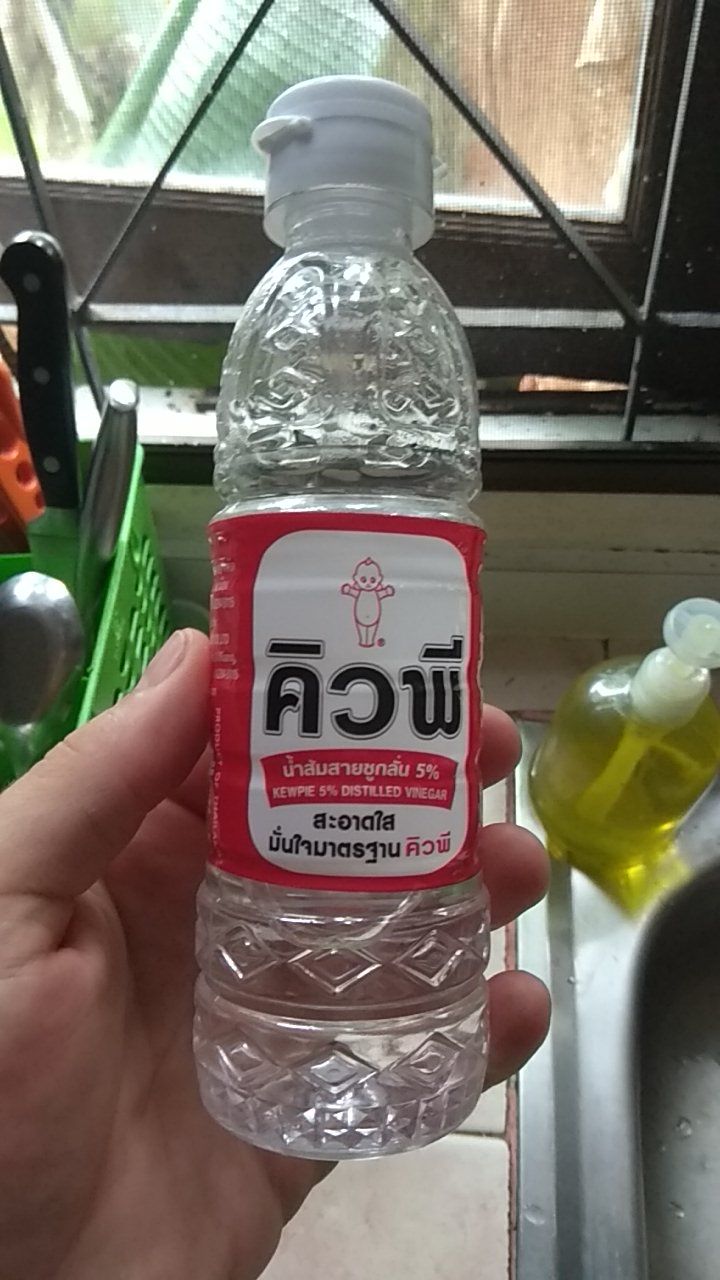 คิวพี
®
น้ำส้มสายชูกลั่น 5%
KEWPIE 5% DISTILLED VINEGAR
สะอาดใส
มั่นใจมาตรฐาน คิวพี
PRODUCT OF